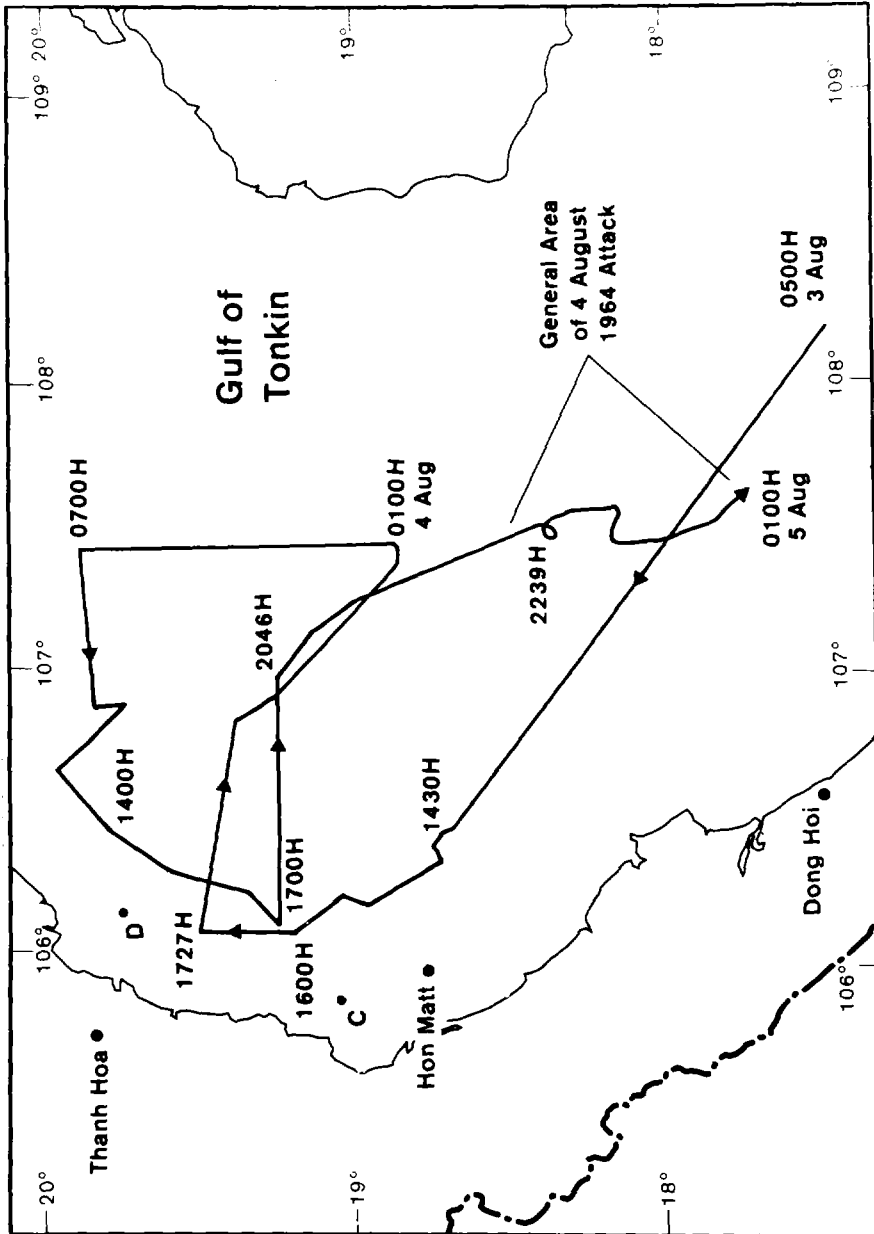 109° 20°
19°
18°
109°
Gulf of
Tonkin
General Area
of 4 August
1964 Attack
0500H
3 Aug
108°
108°
0700H
0100H
4 Aug
0100H
5 Aug
2239H
107°
2046H
107°
1400H
1430H
1700H
1727H
1600H
D
C
106°
Dong Hoi
106°
Thanh Hoa
Hon Matt
20°
19°
18°